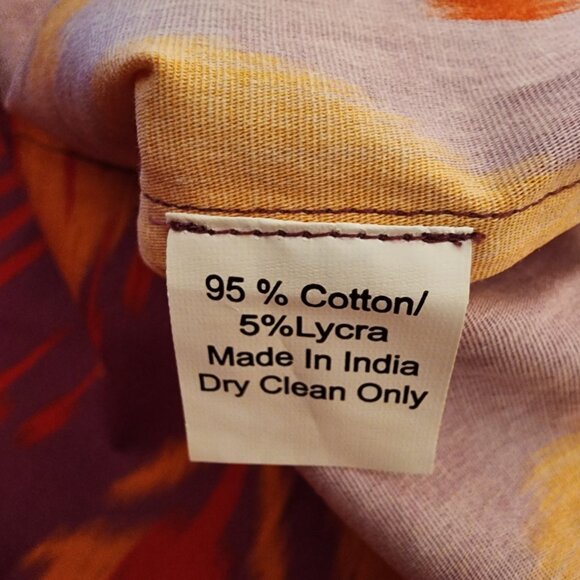 95 % Cotton/
5%Lycra
Made In India
Dry Clean Only